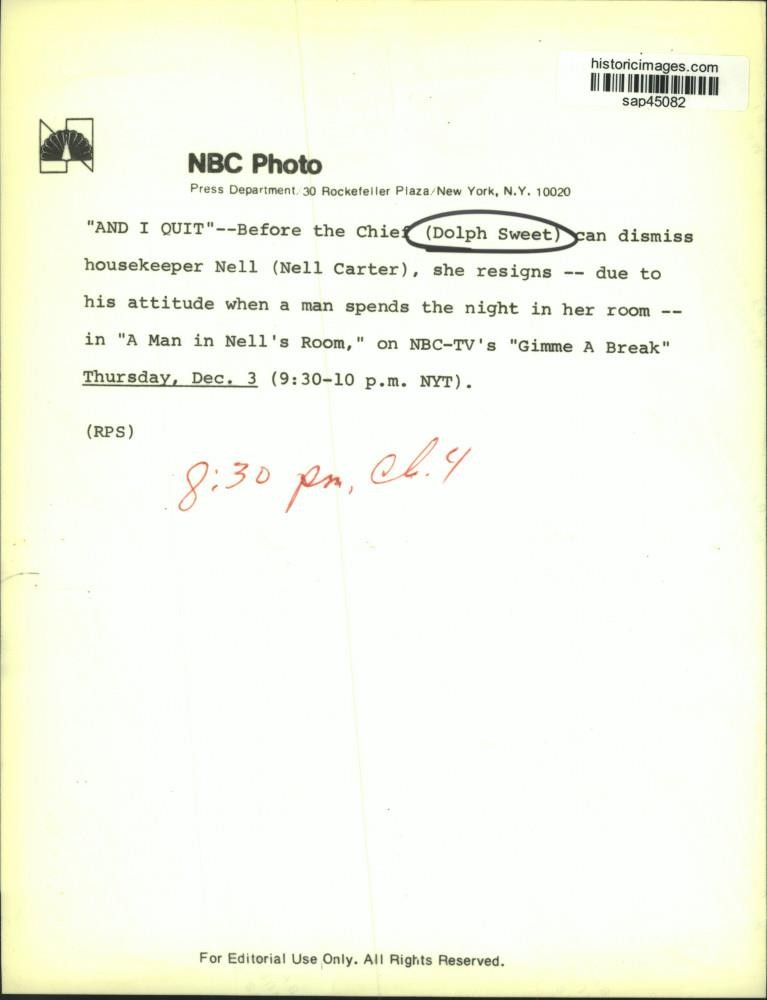 historicimages.com
sap45082
NBC Photo
Press Department/30 Rockefeller Plaza/New York, N.Y. 10020
"AND I QUIT"--Before the Chief (Dolph Sweet) can dismiss
housekeeper Nell (Nell Carter), she resigns -- due to
his attitude when a man spends the night in her room --
in "A Man in Nell's Room," on NBC-TV's "Gimme A Break"
Thursday, Dec. 3 (9:30-10 p.m. NYT).
(RPS)
8:30 pm, Ch. 4
For Editorial Use Only. All Rights Reserved.